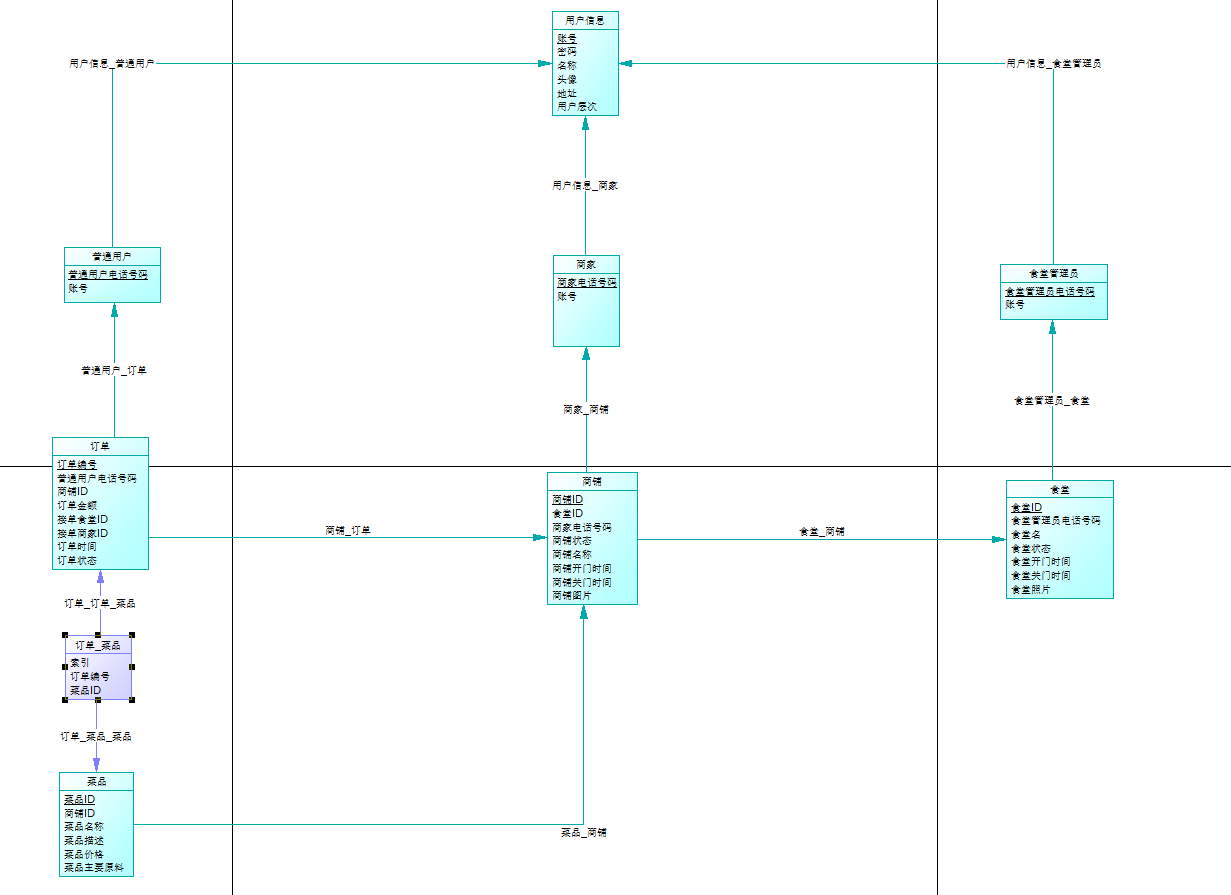 用户信息
账号
密码
名称
头像
地址
用户层次
用户信息_普通用户
用户信息_食堂管理员
用户信息_商家
普通用户
普通用户电话号码
账号
商家
商家电话号码
账号
食堂管理员
食堂管理员电话号码
账号
普通用户_订单
商家_商铺
食堂管理员_食堂
订单
订单编号
普通用户电话号码
商铺ID
订单金额
接单食堂ID
接单商家ID
订单时间
订单状态
商铺_订单
商铺
商铺ID
食堂ID
商家电话号码
商铺状态
商铺名称
商铺开门时间
商铺关门时间
商铺图片
食堂_商铺
食堂
食堂ID
食堂管理员电话号码
食堂名
食堂状态
食堂开门时间
食堂关门时间
食堂照片
订单_订单_菜品
订单_菜品
索引
订单编号
菜品ID
订单_菜品_菜品
菜品
菜品ID
商铺ID
菜品名称
菜品描述
菜品价格
菜品主要原料
菜品_商铺